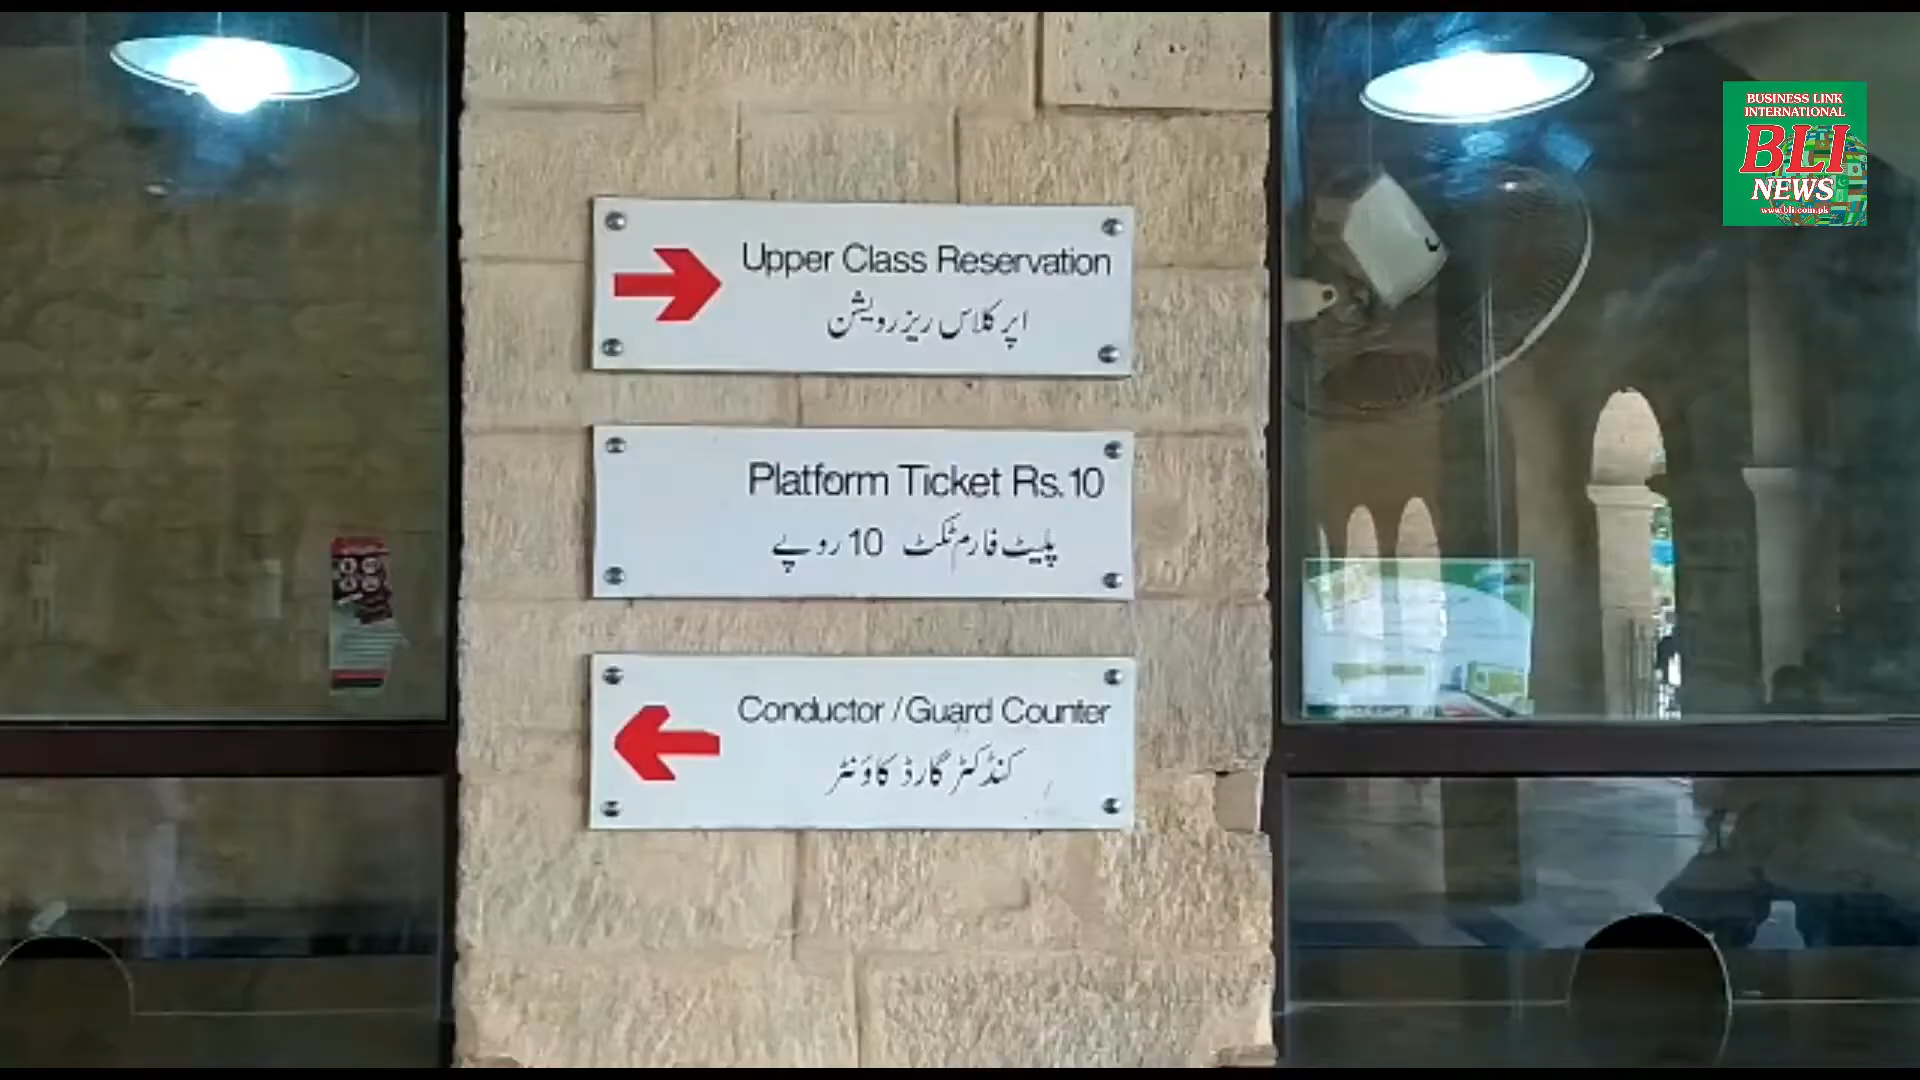 BUSINESS LINK
INTERNATIONAL
BLI
NEWS
www.bli.com.pk
Upper Class Reservation
اپر کلاس ریزرویشن
Platform Ticket Rs.10
پلیٹ فارم ٹکٹ 10 روپے
Conductor / Guard Counter
کنڈکٹر گارڈ کاؤنٹر